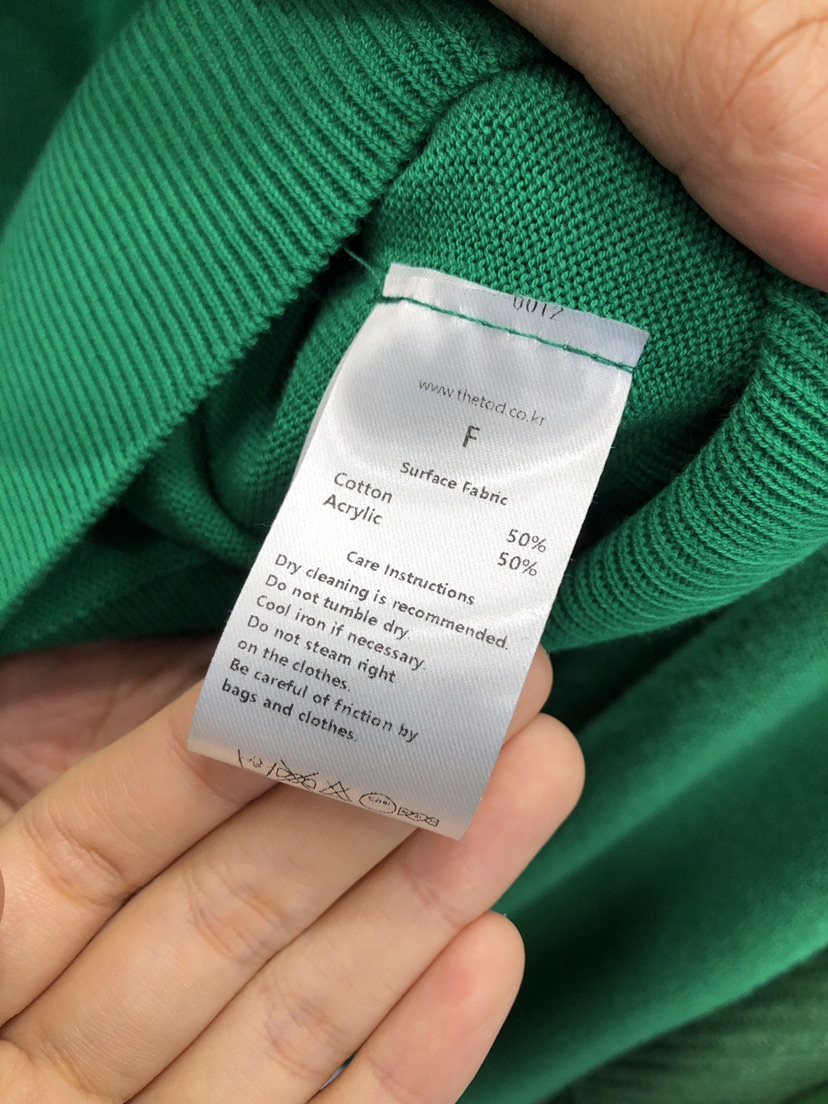 0012
www.thetod.co.kr
F
Surface Fabric
Cotton 50%
Acrylic 50%
Care Instructions
Dry cleaning is recommended.
Do not tumble dry.
Cool iron if necessary.
Do not steam right
on the clothes.
Be careful of friction by
bags and clothes.